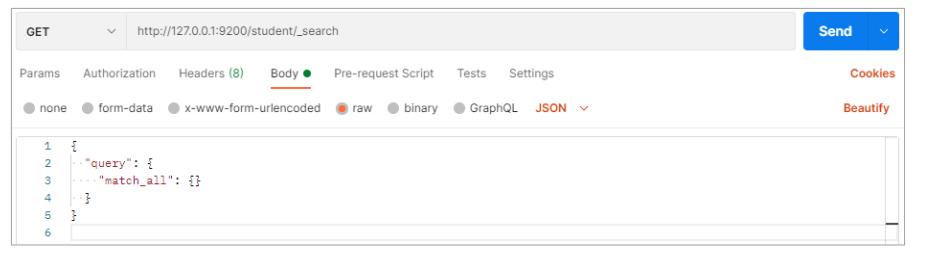 GET http://127.0.0.1:9200/student/_search Send
Params Authorization Headers (8) Body Pre-request Script Tests Settings Cookies
none form-data x-www-form-urlencoded raw binary GraphQL JSON Beautify
1 {
2 "query": {
3 "match_all": {}
4 }
5 }
6